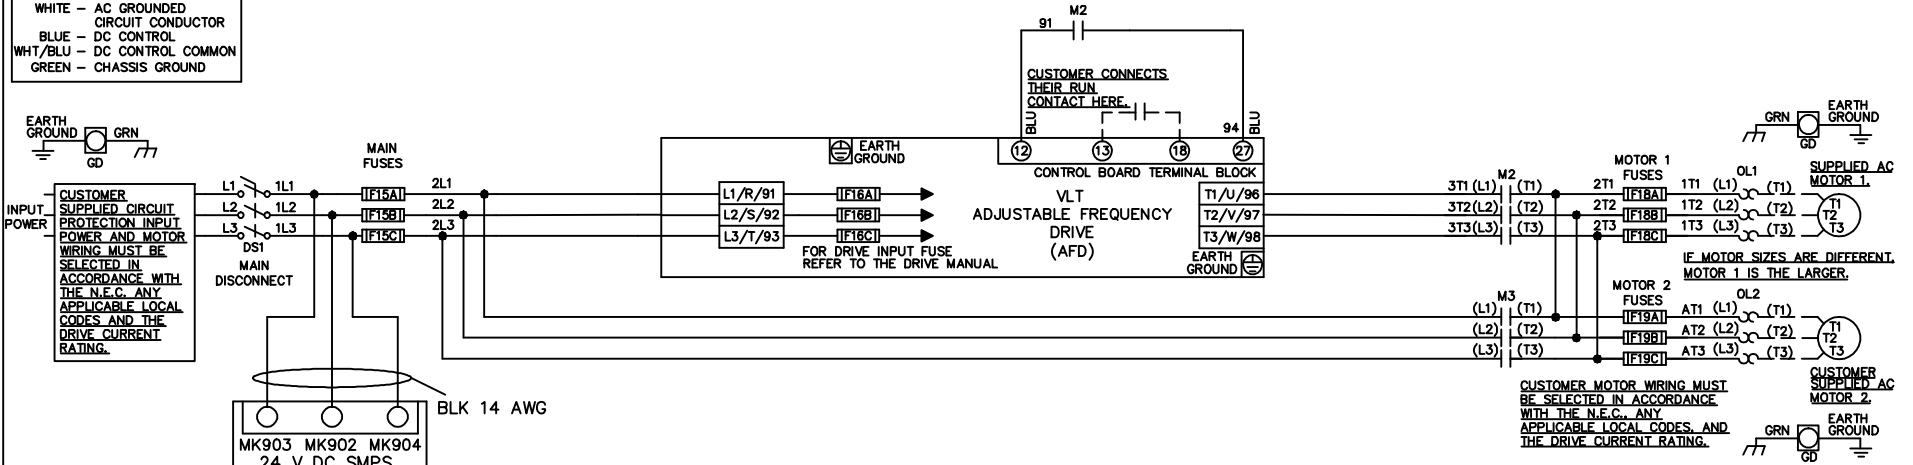 WHITE – AC GROUNDED
CIRCUIT CONDUCTOR
BLUE – DC CONTROL
WHT/BLU – DC CONTROL COMMON
GREEN – CHASSIS GROUND
EARTH
GROUND
GRN
GD
INPUT
POWER
CUSTOMER
SUPPLIED CIRCUIT
PROTECTION INPUT
POWER AND MOTOR
WIRING MUST BE
SELECTED IN
ACCORDANCE WITH
THE N.E.C. ANY
APPLICABLE LOCAL
CODES AND THE
DRIVE CURRENT
RATING.
L1 1L1
L2 1L2
L3 1L3
DS1
MAIN
DISCONNECT
MAIN
FUSES
F15A
F15B
F15C
2L1
2L2
2L3
BLK 14 AWG
MK903 MK902 MK904
24 V DC SMPS
M2
91
CUSTOMER CONNECTS
THEIR RUN
CONTACT HERE.
BLU
94
BLU
12 13 18 27
CONTROL BOARD TERMINAL BLOCK
EARTH
GROUND
L1/R/91 F16A
L2/S/92 F16B
L3/T/93 F16C
FOR DRIVE INPUT FUSE
REFER TO THE DRIVE MANUAL
VLT
ADJUSTABLE FREQUENCY
DRIVE
(AFD)
T1/U/96
T2/V/97
T3/W/98
EARTH
GROUND
M2
3T1 (L1) (T1)
3T2(L2) (T2)
3T3(L3) (T3)
M3
(L1) (T1)
(L2) (T2)
(L3) (T3)
MOTOR 1
FUSES
2T1 F18A 1T1 (L1)
2T2 F18B 1T2 (L2)
2T3 F18C 1T3 (L3)
OL1
(T1)
(T2)
(T3)
T1
T2
T3
GRN
EARTH
GROUND
GD
SUPPLIED AC
MOTOR 1.
IF MOTOR SIZES ARE DIFFERENT,
MOTOR 1 IS THE LARGER.
MOTOR 2
FUSES
F19A AT1 (L1)
F19B AT2 (L2)
F19C AT3 (L3)
OL2
(T1)
(T2)
(T3)
T1
T2
T3
CUSTOMER
SUPPLIED AC
MOTOR 2.
CUSTOMER MOTOR WIRING MUST
BE SELECTED IN ACCORDANCE
WITH THE N.E.C., ANY
APPLICABLE LOCAL CODES, AND
THE DRIVE CURRENT RATING.
GRN
EARTH
GROUND
GD